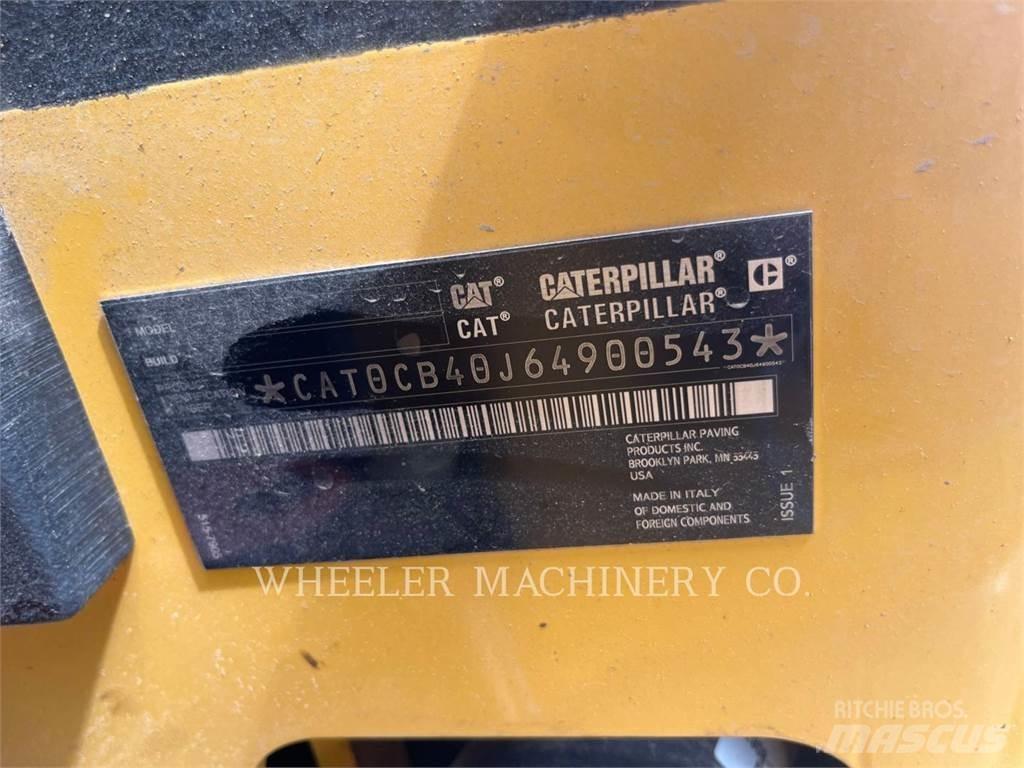 CAT® CATERPILLAR® C®
CAT® CATERPILLAR®
MODEL
BUILD
*CAT0CB40J64900543*
*CAT0CB40J64900543*
CATERPILLAR PAVING
PRODUCTS INC.
BROOKLYN PARK, MN 55445
USA
MADE IN ITALY
OF DOMESTIC AND
FOREIGN COMPONENTS
ISSUE 1
WHEELER MACHINERY CO.
RITCHIE BROS.
MASCUS